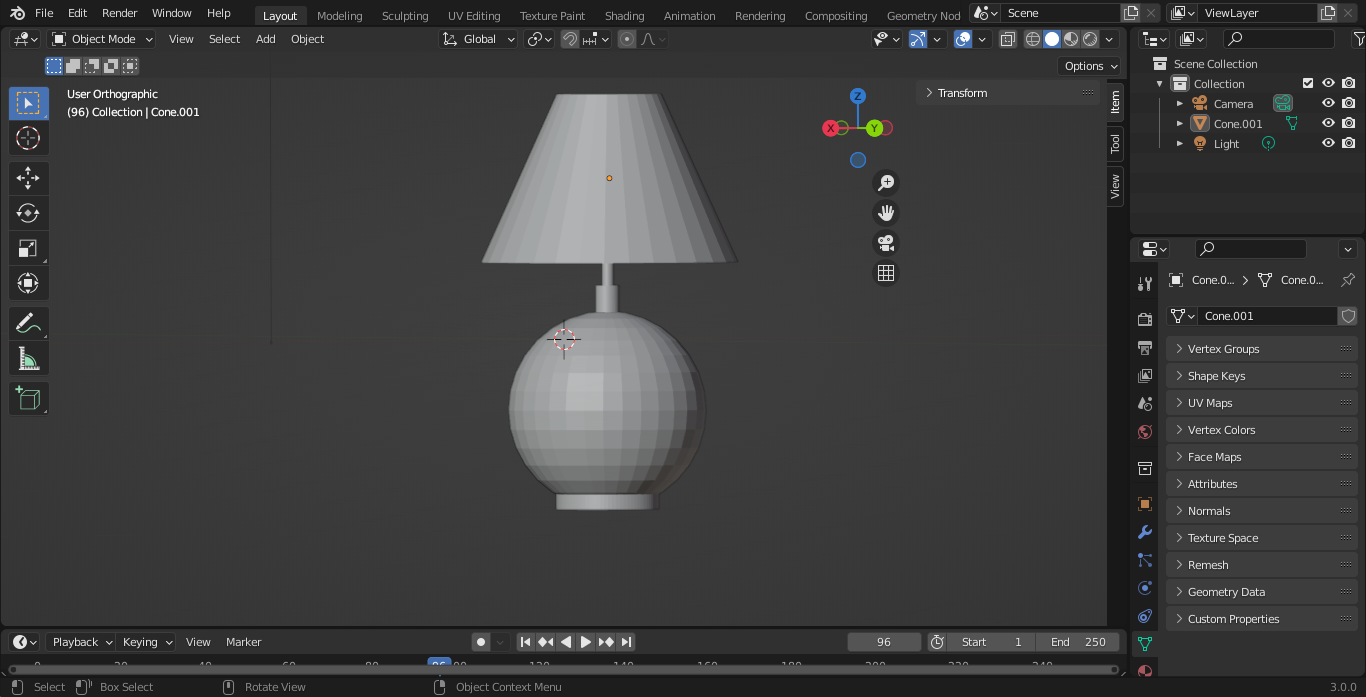 File Edit Render Window Help Layout Modeling Sculpting UV Editing Texture Paint Shading Animation Rendering Compositing Geometry Nod Scene ViewLayer
Object Mode View Select Add Object Global
Options
User Orthographic
(96) Collection | Cone.001
Transform
Z
X
Y
Item
Tool
View
Scene Collection
Collection
Camera
Cone.001
Light
Cone.0... Cone.0...
Cone.001
Vertex Groups
Shape Keys
UV Maps
Vertex Colors
Face Maps
Attributes
Normals
Texture Space
Remesh
Geometry Data
Custom Properties
Playback Keying View Marker 96 Start 1 End 250
0 20 40 60 80 96 100 120 140 160 180 200 220 240
Select Box Select Rotate View Object Context Menu 3.0.0